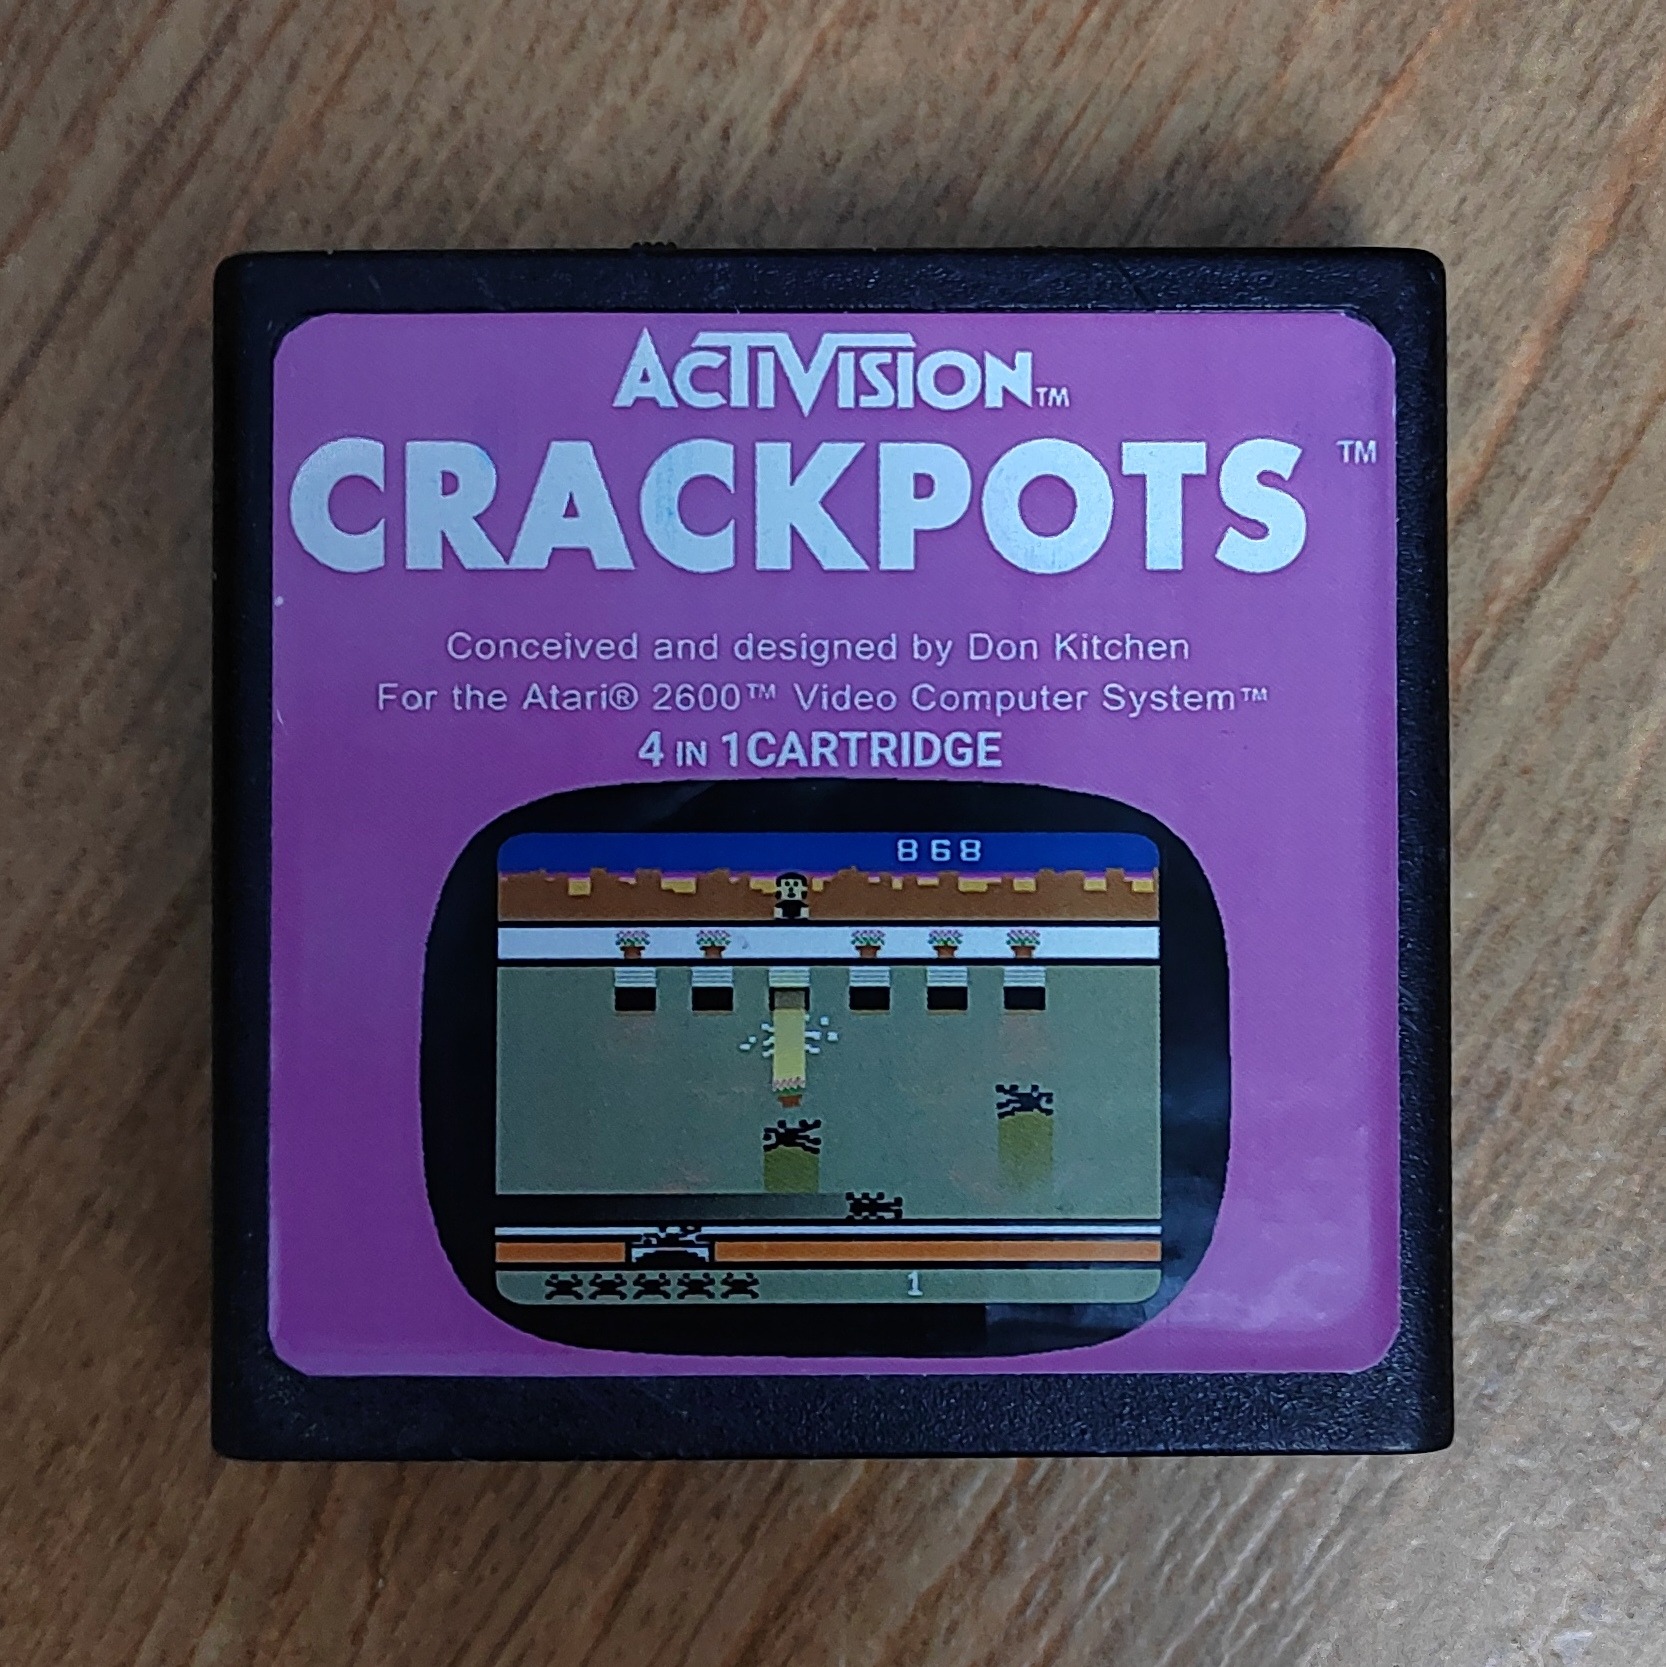 ACTIVISION™
CRACKPOTS™
Conceived and designed by Don Kitchen
For the Atari® 2600™ Video Computer System™
4 IN 1CARTRIDGE
868
1